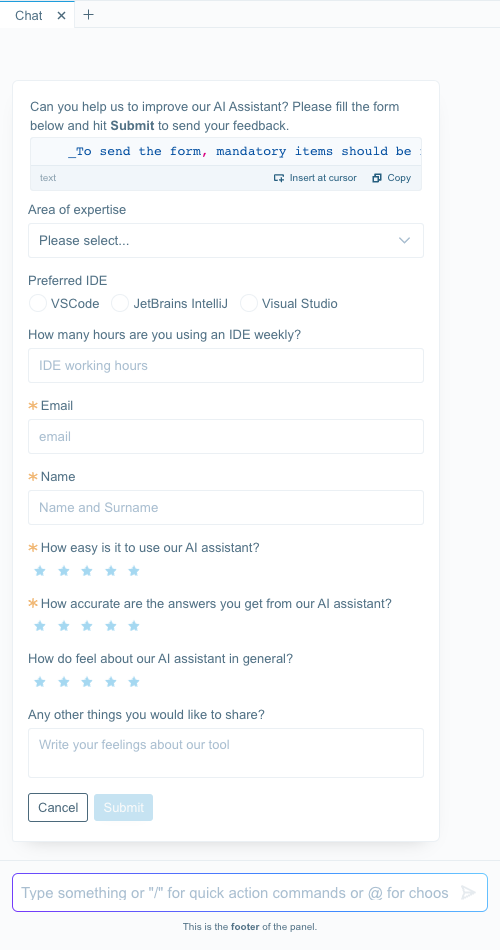 Chat
Can you help us to improve our AI Assistant? Please fill the form
below and hit Submit to send your feedback.
_To send the form, mandatory items should be
text Insert at cursor Copy
Area of expertise
Please select...
Preferred IDE
VSCode JetBrains IntelliJ Visual Studio
How many hours are you using an IDE weekly?
IDE working hours
* Email
email
* Name
Name and Surname
* How easy is it to use our AI assistant?
* How accurate are the answers you get from our AI assistant?
How do feel about our AI assistant in general?
Any other things you would like to share?
Write your feelings about our tool
Cancel Submit
Type something or "/" for quick action commands or @ for choos
This is the footer of the panel.